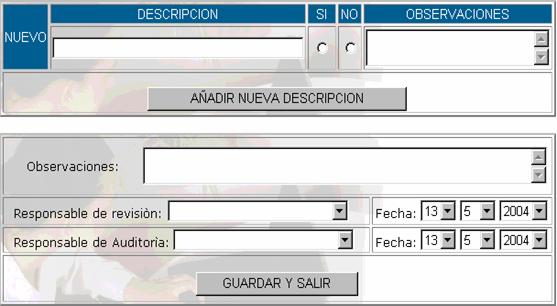 DESCRIPCION SI NO OBSERVACIONES
NUEVO
AÑADIR NUEVA DESCRIPCION
Observaciones:
Responsable de revisiòn: Fecha: 13 5 2004
Responsable de Auditoria: Fecha: 13 5 2004
GUARDAR Y SALIR